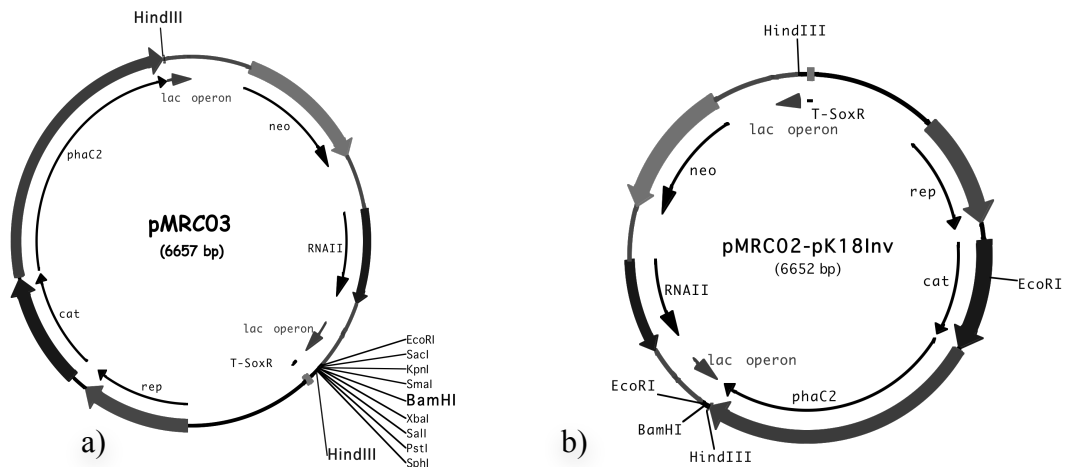 HindIII
lac operon
neo
phaC2
pMRC03
(6657 bp)
RNAII
cat
lac operon
T-SoxR
rep
EcoRI
SacI
KpnI
SmaI
BamHI
XbaI
SalI
PstI
SphI
HindIII
a)
HindIII
T-SoxR
lac operon
neo
rep
pMRC02-pK18Inv
(6652 bp)
cat
EcoRI
RNAII
lac operon
phaC2
EcoRI
BamHI
HindIII
b)